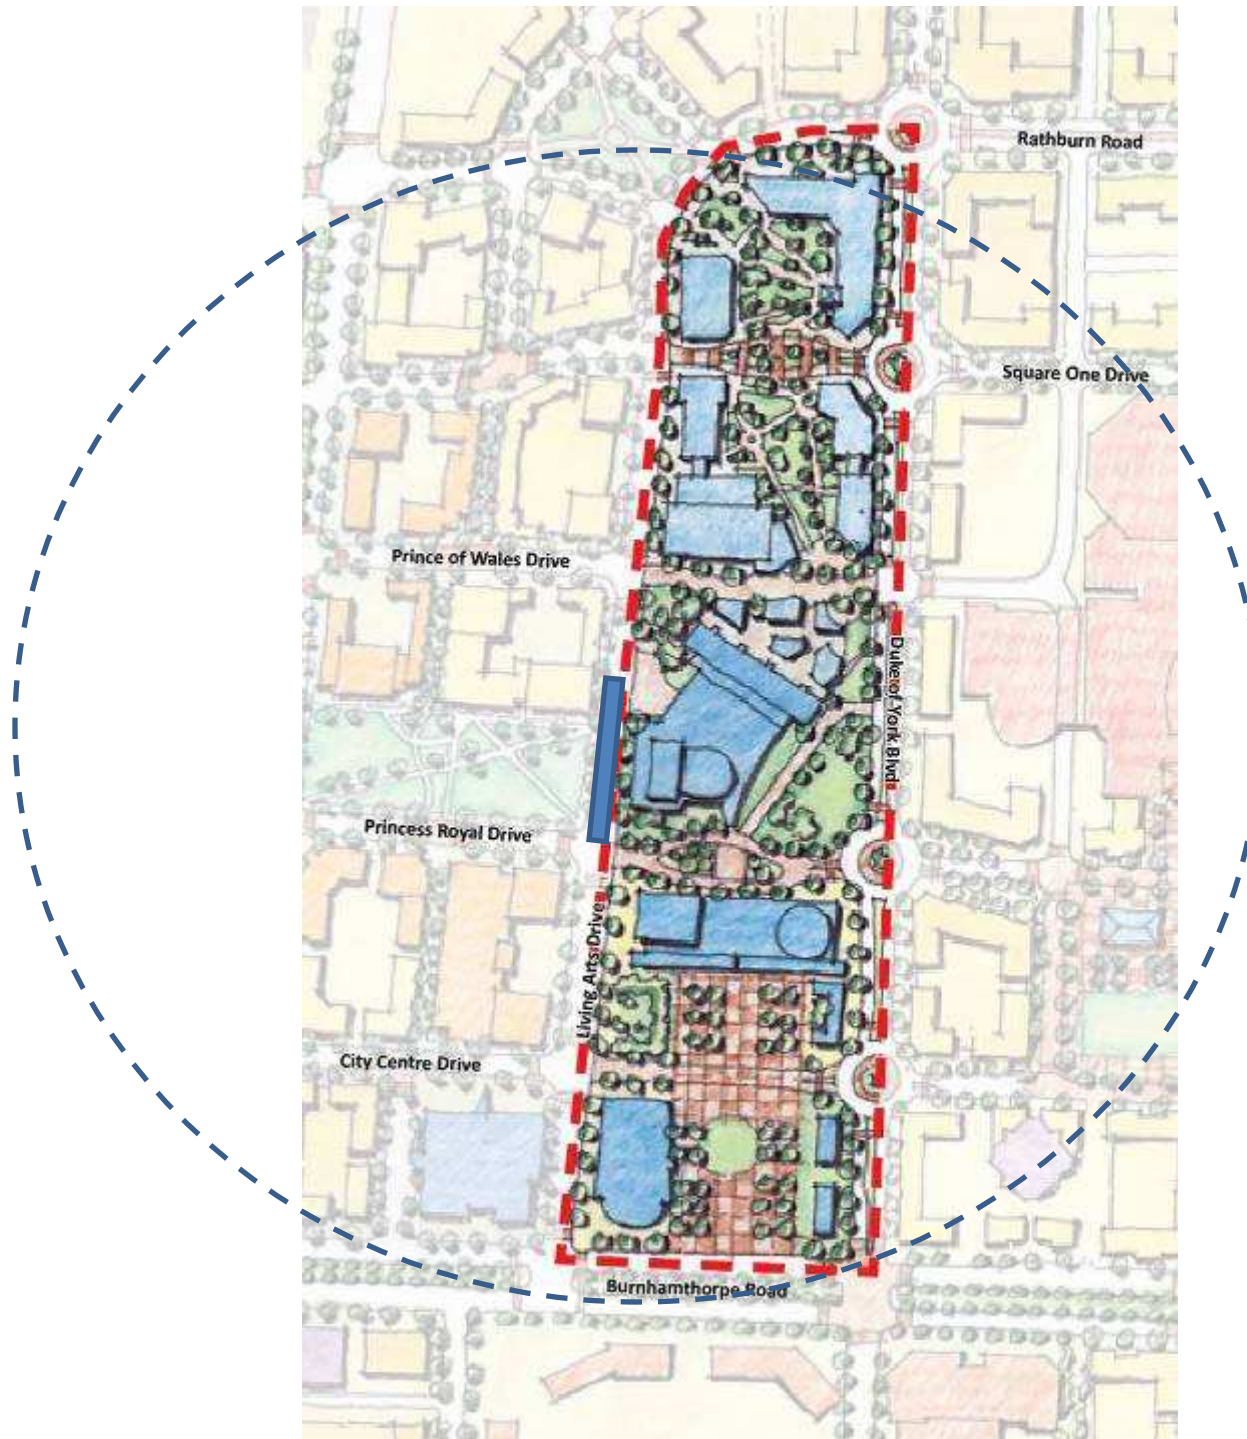 Rathburn Road
Square One Drive
Prince of Wales Drive
Duke of York Blvd
Princess Royal Drive
Living Arts Drive
City Centre Drive
Burnhamthorpe Road